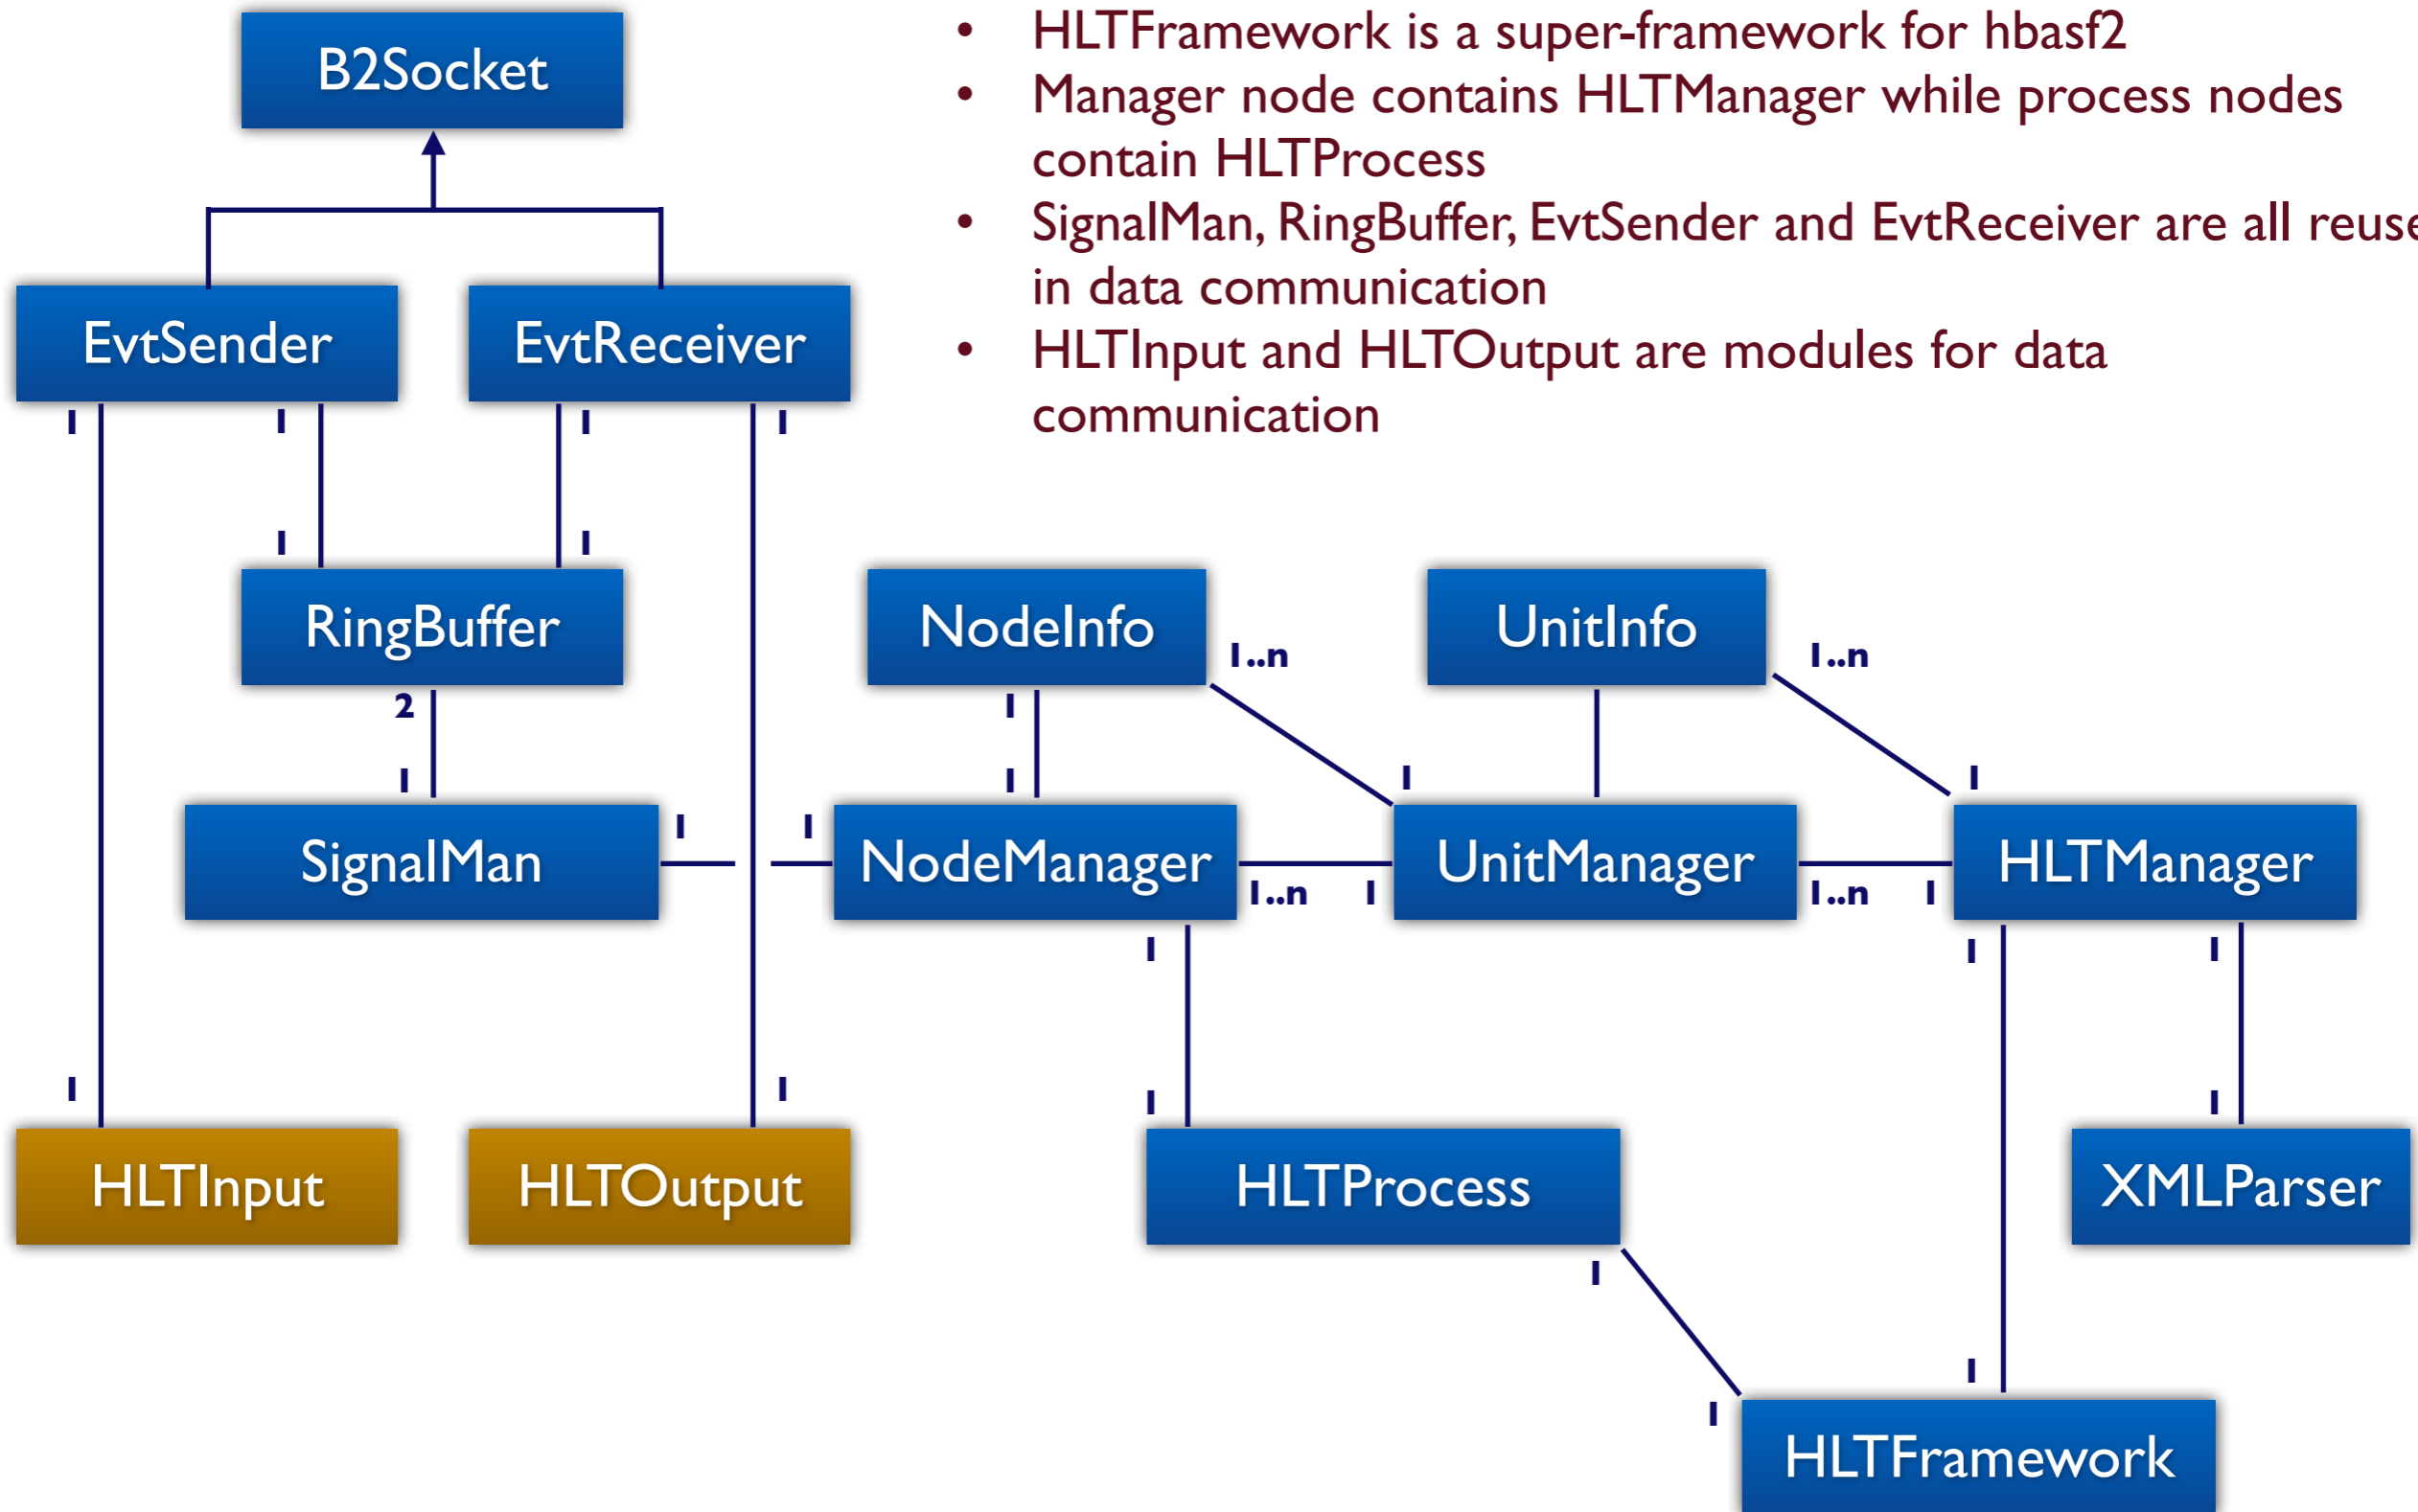 B2Socket
• HLTFramework is a super-framework for hbasf2
• Manager node contains HLTManager while process nodes
contain HLTProcess
• SignalMan, RingBuffer, EvtSender and EvtReceiver are all reuse
in data communication
• HLTInput and HLTOutput are modules for data
communication
EvtSender
EvtReceiver
1 1 1 1
1 1
RingBuffer
NodeInfo
UnitInfo
1..n 1..n
2 1
1 1 1 1
SignalMan
1 1
NodeManager
1..n 1
UnitManager
1..n 1
HLTManager
1 1 1
1 1 1 1
HLTInput
HLTOutput
HLTProcess
XMLParser
1
1
1
HLTFramework